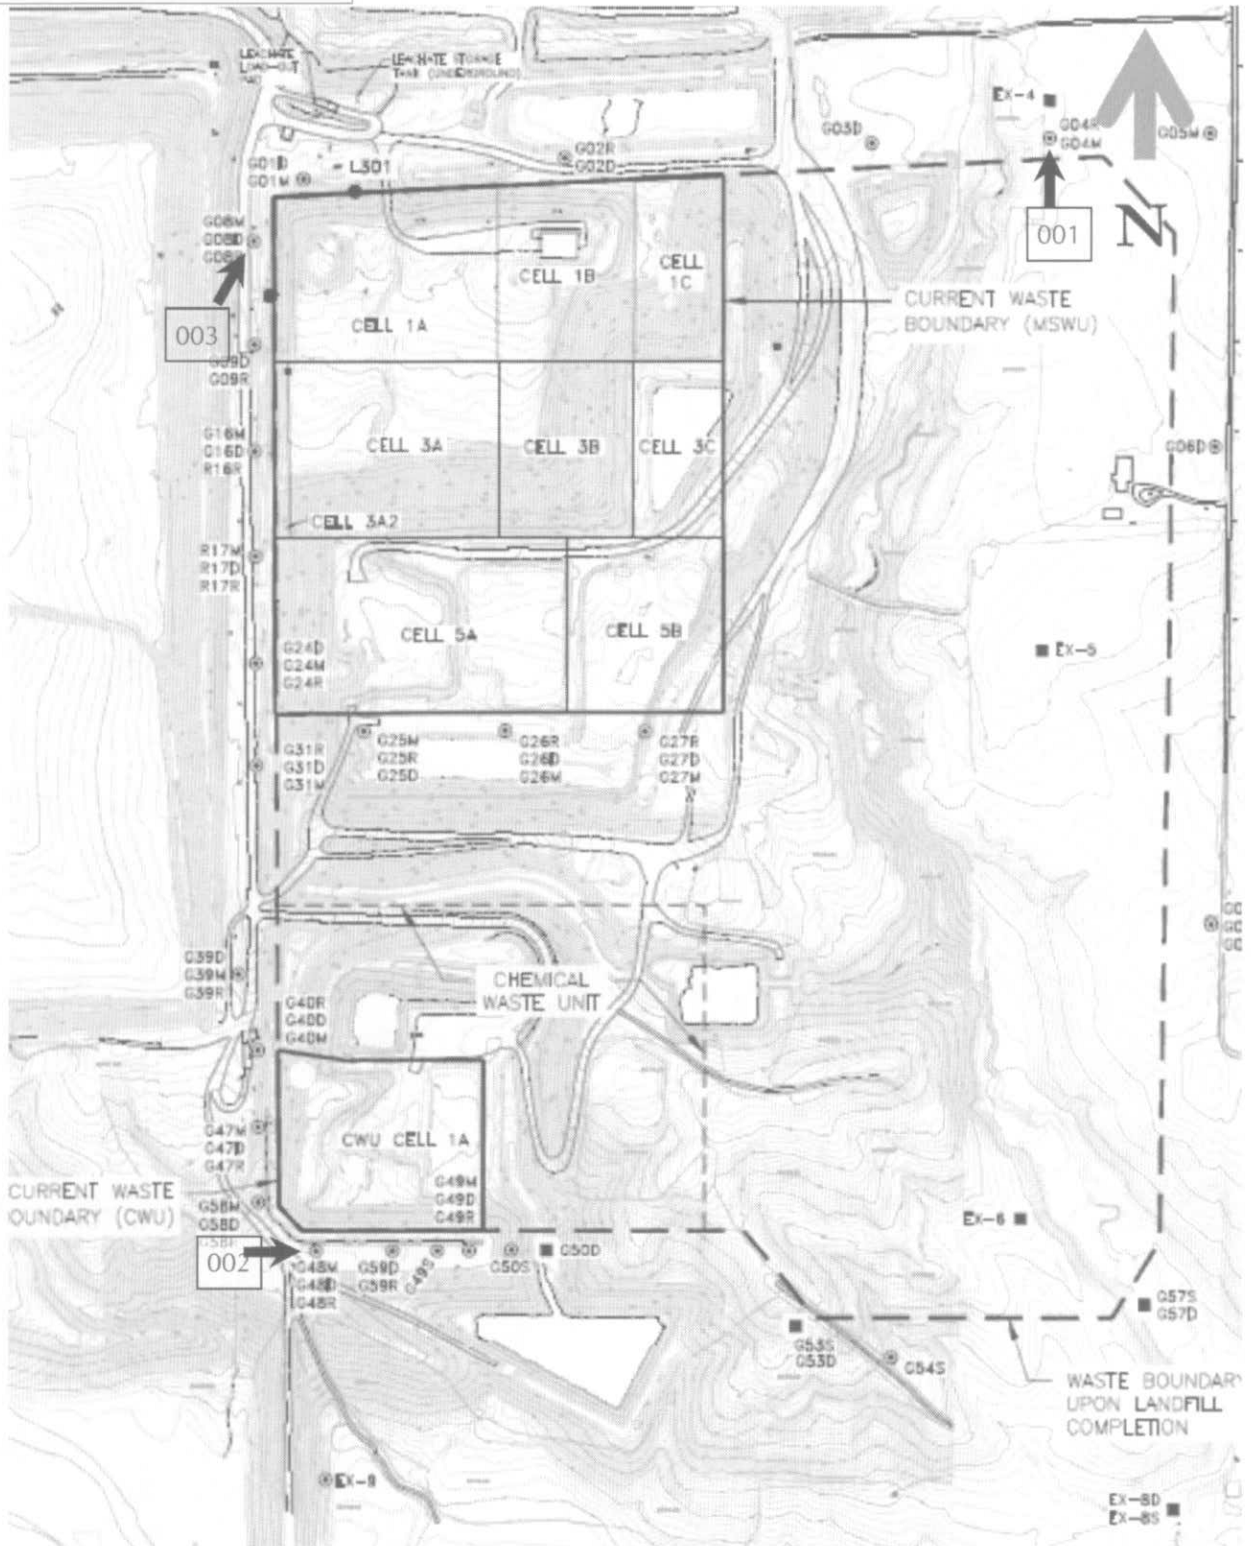 LEACHATE
LOAD-OUT
LEACHATE STORAGE
TANK (UNDERGROUND)
EX-4
G03D
G04R
G04M
G05M
G02R
G02D
G01D
G01M
L301
001
N
G08M
G08D
G08R
003
CELL 1B
CELL
1C
CELL 1A
CURRENT WASTE
BOUNDARY (MSWU)
G09D
G09R
G16M
G16D
R16R
CELL 3A
CELL 3B
CELL 3C
G06D
CELL 3A2
R17M
R17D
R17R
CELL 5A
CELL 5B
EX-5
G24D
G24M
G24R
G25M
G25R
G25D
G26R
G26D
G26M
G27R
G27D
G27M
G31R
G31D
G31M
G39D
G39M
G39R
CHEMICAL
WASTE UNIT
G40R
G40D
G40M
CWU CELL 1A
G47M
G47D
G47R
G49M
G49D
G49R
CURRENT WASTE
OUNDARY (CWU)
G58M
G58D
G58R
EX-6
002
G48M
G48D
G48R
G59D
G59R
G49S
G50S
G50D
G57S
G57D
G53S
G53D
G54S
WASTE BOUNDARY
UPON LANDFILL
COMPLETION
EX-9
EX-8D
EX-8S